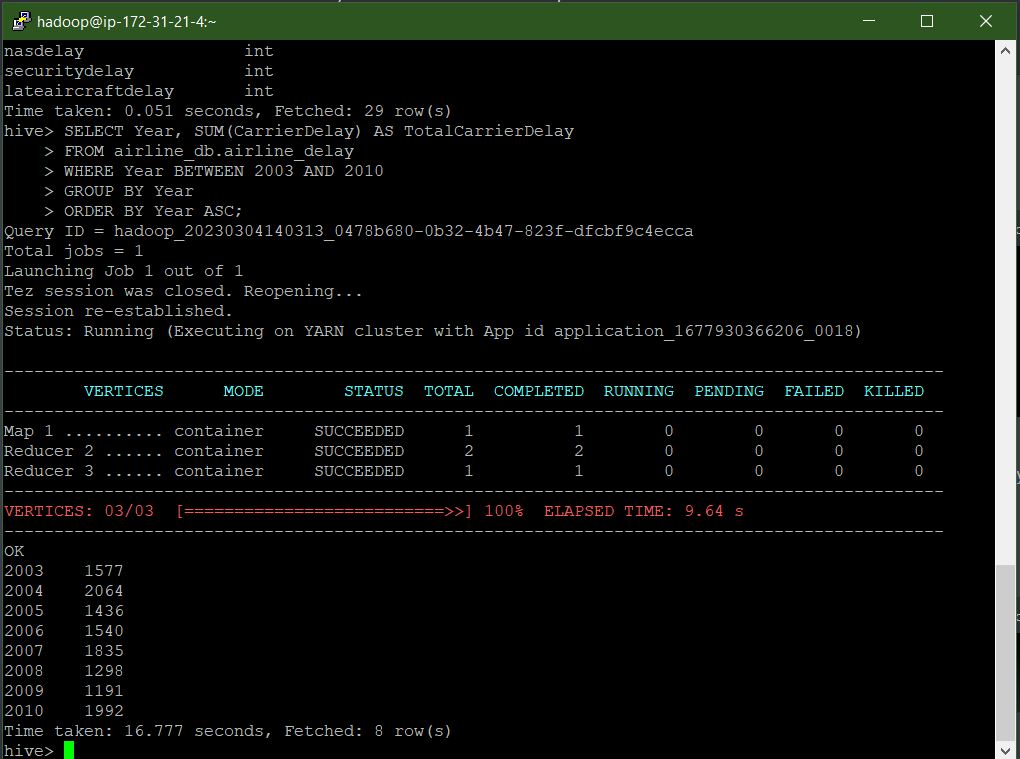 hadoop@ip-172-31-21-4:~
nasdelay                int
securitydelay           int
lateaircraftdelay       int
Time taken: 0.051 seconds, Fetched: 29 row(s)
hive> SELECT Year, SUM(CarrierDelay) AS TotalCarrierDelay
    > FROM airline_db.airline_delay
    > WHERE Year BETWEEN 2003 AND 2010
    > GROUP BY Year
    > ORDER BY Year ASC;
Query ID = hadoop_20230304140313_0478b680-0b32-4b47-823f-dfcbf9c4ecca
Total jobs = 1
Launching Job 1 out of 1
Tez session was closed. Reopening...
Session re-established.
Status: Running (Executing on YARN cluster with App id application_1677930366206_0018)
----------------------------------------------------------------------------------------------
        VERTICES      MODE        STATUS  TOTAL  COMPLETED  RUNNING  PENDING  FAILED  KILLED
----------------------------------------------------------------------------------------------
Map 1 .......... container     SUCCEEDED      1          1        0        0       0       0
Reducer 2 ...... container     SUCCEEDED      2          2        0        0       0       0
Reducer 3 ...... container     SUCCEEDED      1          1        0        0       0       0
----------------------------------------------------------------------------------------------
VERTICES: 03/03  [==========================>>] 100%  ELAPSED TIME: 9.64 s
----------------------------------------------------------------------------------------------
OK
2003    1577
2004    2064
2005    1436
2006    1540
2007    1835
2008    1298
2009    1191
2010    1992
Time taken: 16.777 seconds, Fetched: 8 row(s)
hive>